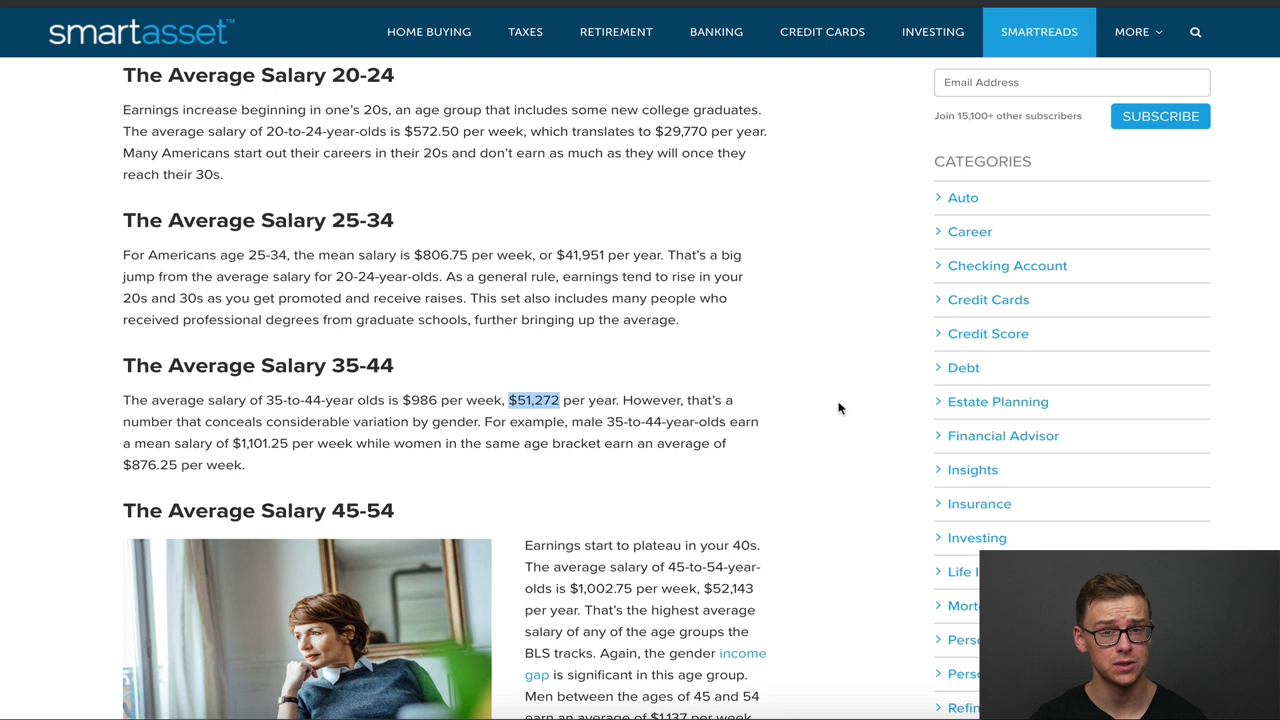 smartasset™
HOME BUYING
TAXES
RETIREMENT
BANKING
CREDIT CARDS
INVESTING
SMARTREADS
MORE
The Average Salary 20-24
Earnings increase beginning in one’s 20s, an age group that includes some new college graduates.
The average salary of 20-to-24-year-olds is $572.50 per week, which translates to $29,770 per year.
Many Americans start out their careers in their 20s and don’t earn as much as they will once they
reach their 30s.
The Average Salary 25-34
For Americans age 25-34, the mean salary is $806.75 per week, or $41,951 per year. That’s a big
jump from the average salary for 20-24-year-olds. As a general rule, earnings tend to rise in your
20s and 30s as you get promoted and receive raises. This set also includes many people who
received professional degrees from graduate schools, further bringing up the average.
The Average Salary 35-44
The average salary of 35-to-44-year olds is $986 per week, $51,272 per year. However, that’s a
number that conceals considerable variation by gender. For example, male 35-to-44-year-olds earn
a mean salary of $1,101.25 per week while women in the same age bracket earn an average of
$876.25 per week.
The Average Salary 45-54
Earnings start to plateau in your 40s.
The average salary of 45-to-54-year-
olds is $1,002.75 per week, $52,143
per year. That’s the highest average
salary of any of the age groups the
BLS tracks. Again, the gender income
gap is significant in this age group.
Men between the ages of 45 and 54
earn an average of $1,137 per week
Email Address
Join 15,100+ other subscribers
SUBSCRIBE
CATEGORIES
Auto
Career
Checking Account
Credit Cards
Credit Score
Debt
Estate Planning
Financial Advisor
Insights
Insurance
Investing
Life I
Mort
Perso
Perso
Refin